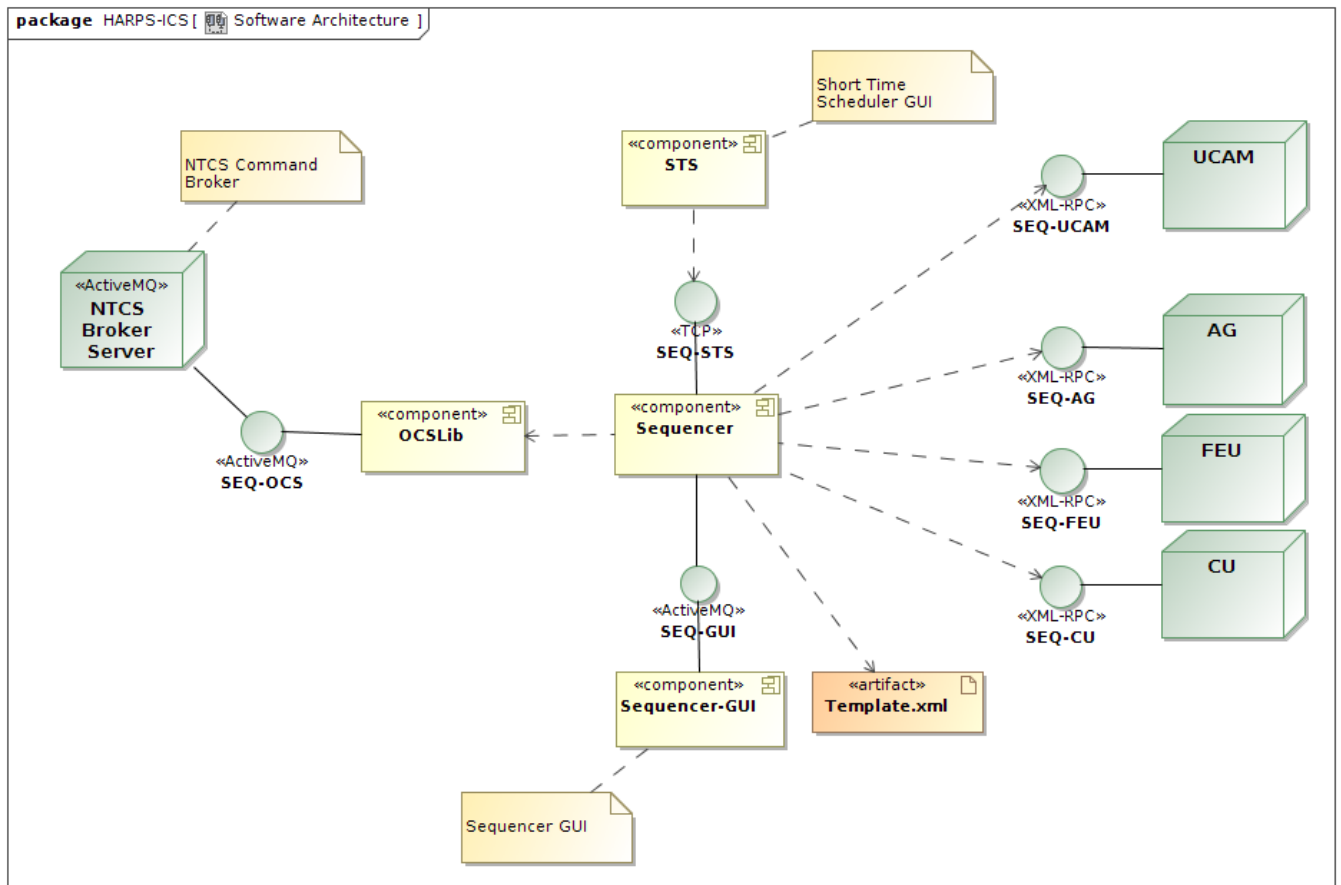 package HARPS-ICS [ Software Architecture ]
Short Time
Scheduler GUI
NTCS Command
Broker
«component»
STS
UCAM
«XML-RPC»
SEQ-UCAM
«ActiveMQ»
NTCS
Broker
Server
«TCP»
SEQ-STS
AG
«XML-RPC»
SEQ-AG
«component»
OCSLib
«component»
Sequencer
«ActiveMQ»
SEQ-OCS
FEU
«XML-RPC»
SEQ-FEU
CU
«XML-RPC»
SEQ-CU
«ActiveMQ»
SEQ-GUI
«component»
Sequencer-GUI
«artifact»
Template.xml
Sequencer GUI